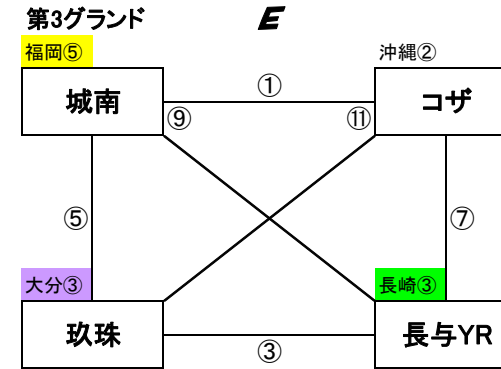 第3グランド E
福岡⑤ 沖縄②
城南 ① コザ
⑨ ⑪
⑤ ⑦
大分③ 長崎③
玖珠 ③ 長与YR